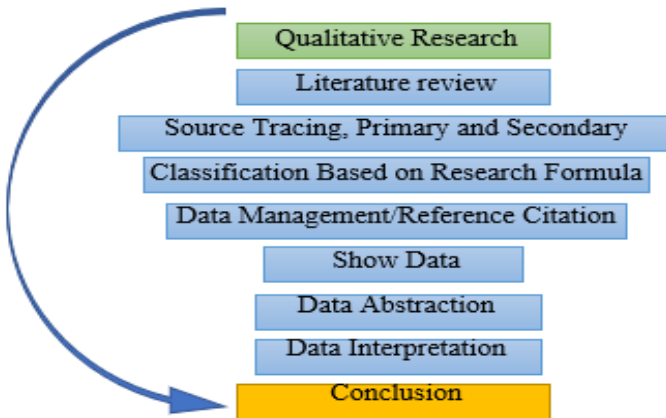 Qualitative Research
Literature review
Source Tracing, Primary and Secondary
Classification Based on Research Formula
Data Management/Reference Citation
Show Data
Data Abstraction
Data Interpretation
Conclusion